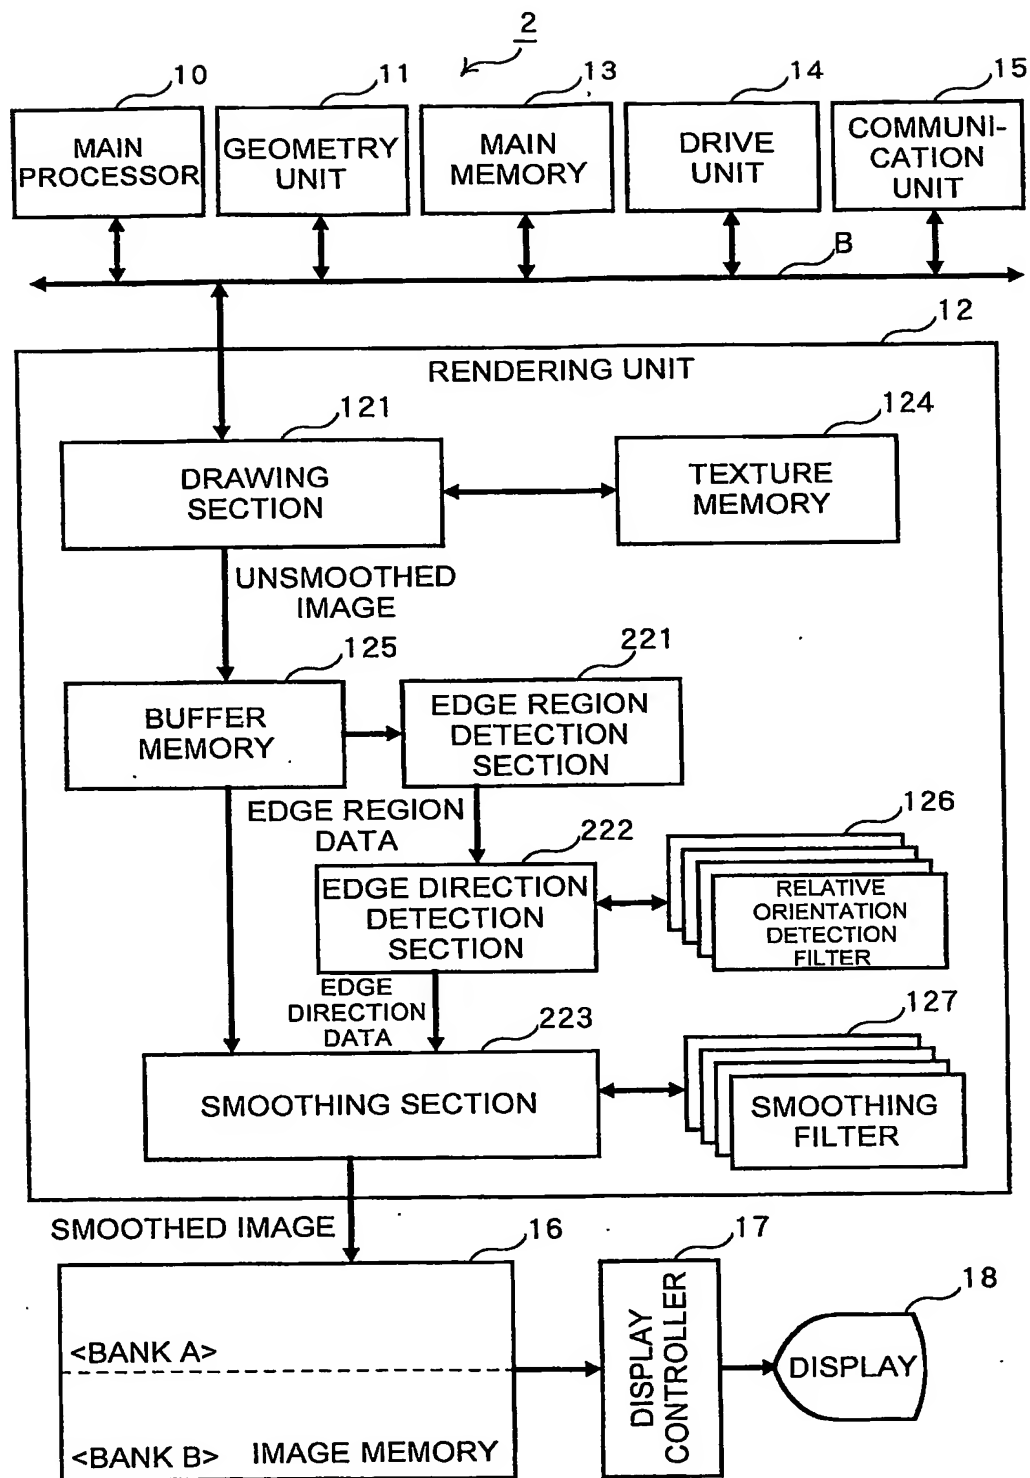 2
10
11
13
14
15
MAIN
PROCESSOR
GEOMETRY
UNIT
MAIN
MEMORY
DRIVE
UNIT
COMMUNI-
CATION
UNIT
B
12
RENDERING UNIT
121
124
DRAWING
SECTION
TEXTURE
MEMORY
UNSMOOTHED
IMAGE
125
221
BUFFER
MEMORY
EDGE REGION
DETECTION
SECTION
EDGE REGION
DATA
222
126
EDGE DIRECTION
DETECTION
SECTION
RELATIVE
ORIENTATION
DETECTION
FILTER
EDGE
DIRECTION
DATA
223
127
SMOOTHING SECTION
SMOOTHING
FILTER
SMOOTHED IMAGE
16
17
18
<BANK A>
<BANK B>
IMAGE MEMORY
DISPLAY
CONTROLLER
DISPLAY